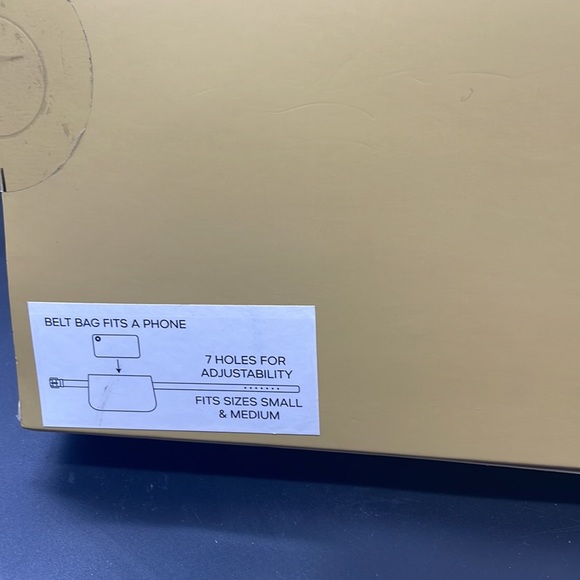 BELT BAG FITS A PHONE
7 HOLES FOR
ADJUSTABILITY
FITS SIZES SMALL
& MEDIUM